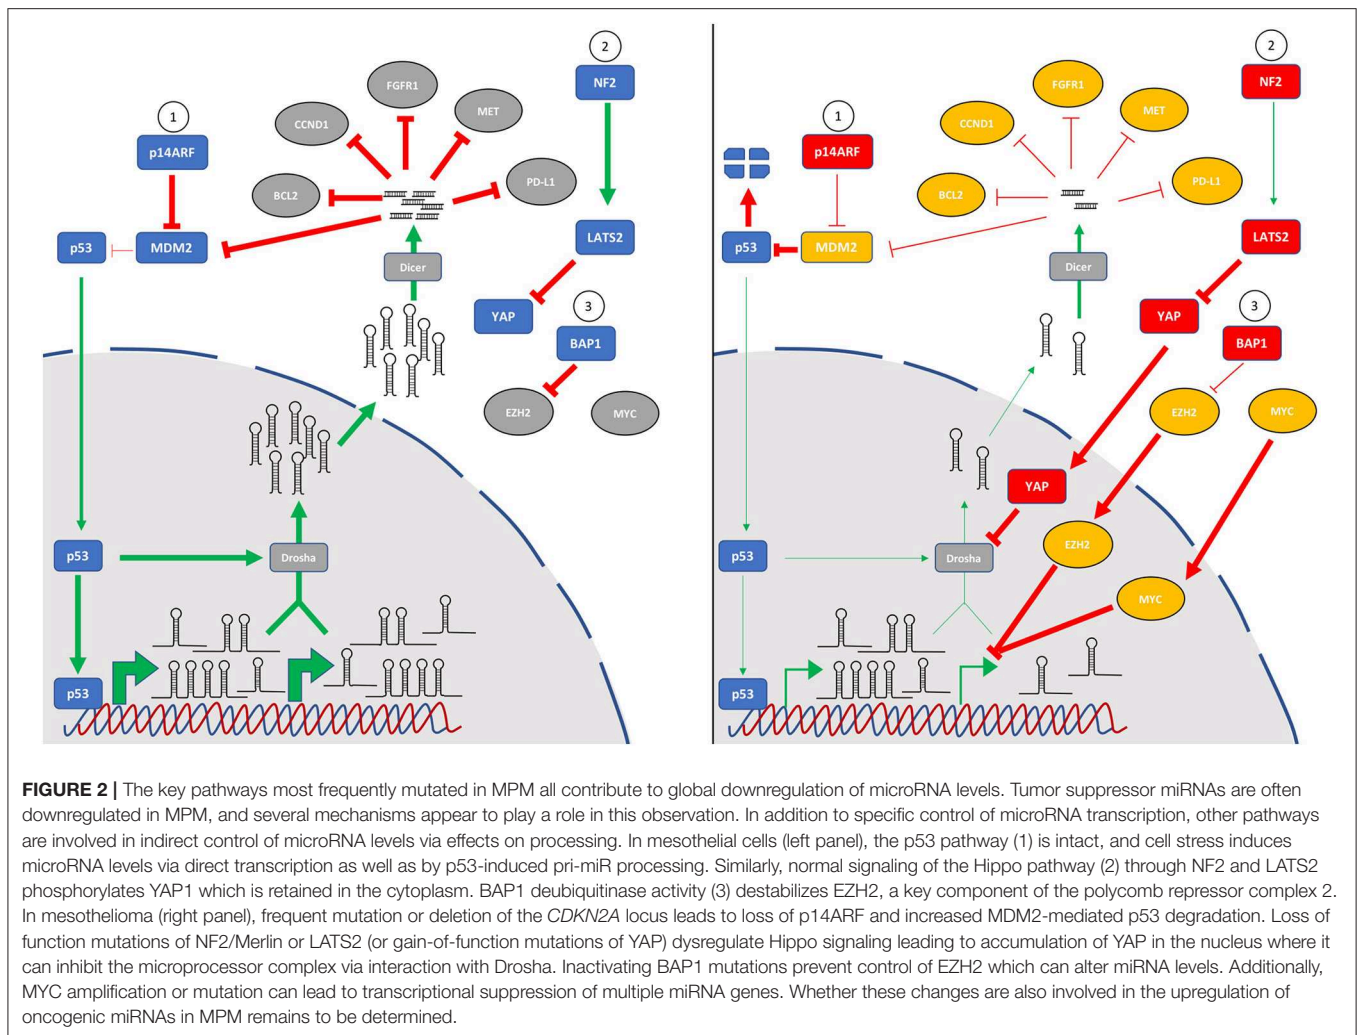 2
NF2
FGFR1
MET
CCND1
1
p14ARF
BCL2
PD-L1
p53
MDM2
LATS2
Dicer
YAP
3
BAP1
EZH2
MYC
p53
Drosha
p53
2
NF2
FGFR1
MET
CCND1
1
p14ARF
PD-L1
BCL2
p53
MDM2
LATS2
Dicer
YAP
3
BAP1
EZH2
MYC
YAP
p53
Drosha
EZH2
MYC
p53
FIGURE 2 | The key pathways most frequently mutated in MPM all contribute to global downregulation of microRNA levels. Tumor suppressor miRNAs are often
downregulated in MPM, and several mechanisms appear to play a role in this observation. In addition to specific control of microRNA transcription, other pathways
are involved in indirect control of microRNA levels via effects on processing. In mesothelial cells (left panel), the p53 pathway (1) is intact, and cell stress induces
microRNA levels via direct transcription as well as by p53-induced pri-miR processing. Similarly, normal signaling of the Hippo pathway (2) through NF2 and LATS2
phosphorylates YAP1 which is retained in the cytoplasm. BAP1 deubiquitinase activity (3) destabilizes EZH2, a key component of the polycomb repressor complex 2.
In mesothelioma (right panel), frequent mutation or deletion of the CDKN2A locus leads to loss of p14ARF and increased MDM2-mediated p53 degradation. Loss of
function mutations of NF2/Merlin or LATS2 (or gain-of-function mutations of YAP) dysregulate Hippo signaling leading to accumulation of YAP in the nucleus where it
can inhibit the microprocessor complex via interaction with Drosha. Inactivating BAP1 mutations prevent control of EZH2 which can alter miRNA levels. Additionally,
MYC amplification or mutation can lead to transcriptional suppression of multiple miRNA genes. Whether these changes are also involved in the upregulation of
oncogenic miRNAs in MPM remains to be determined.